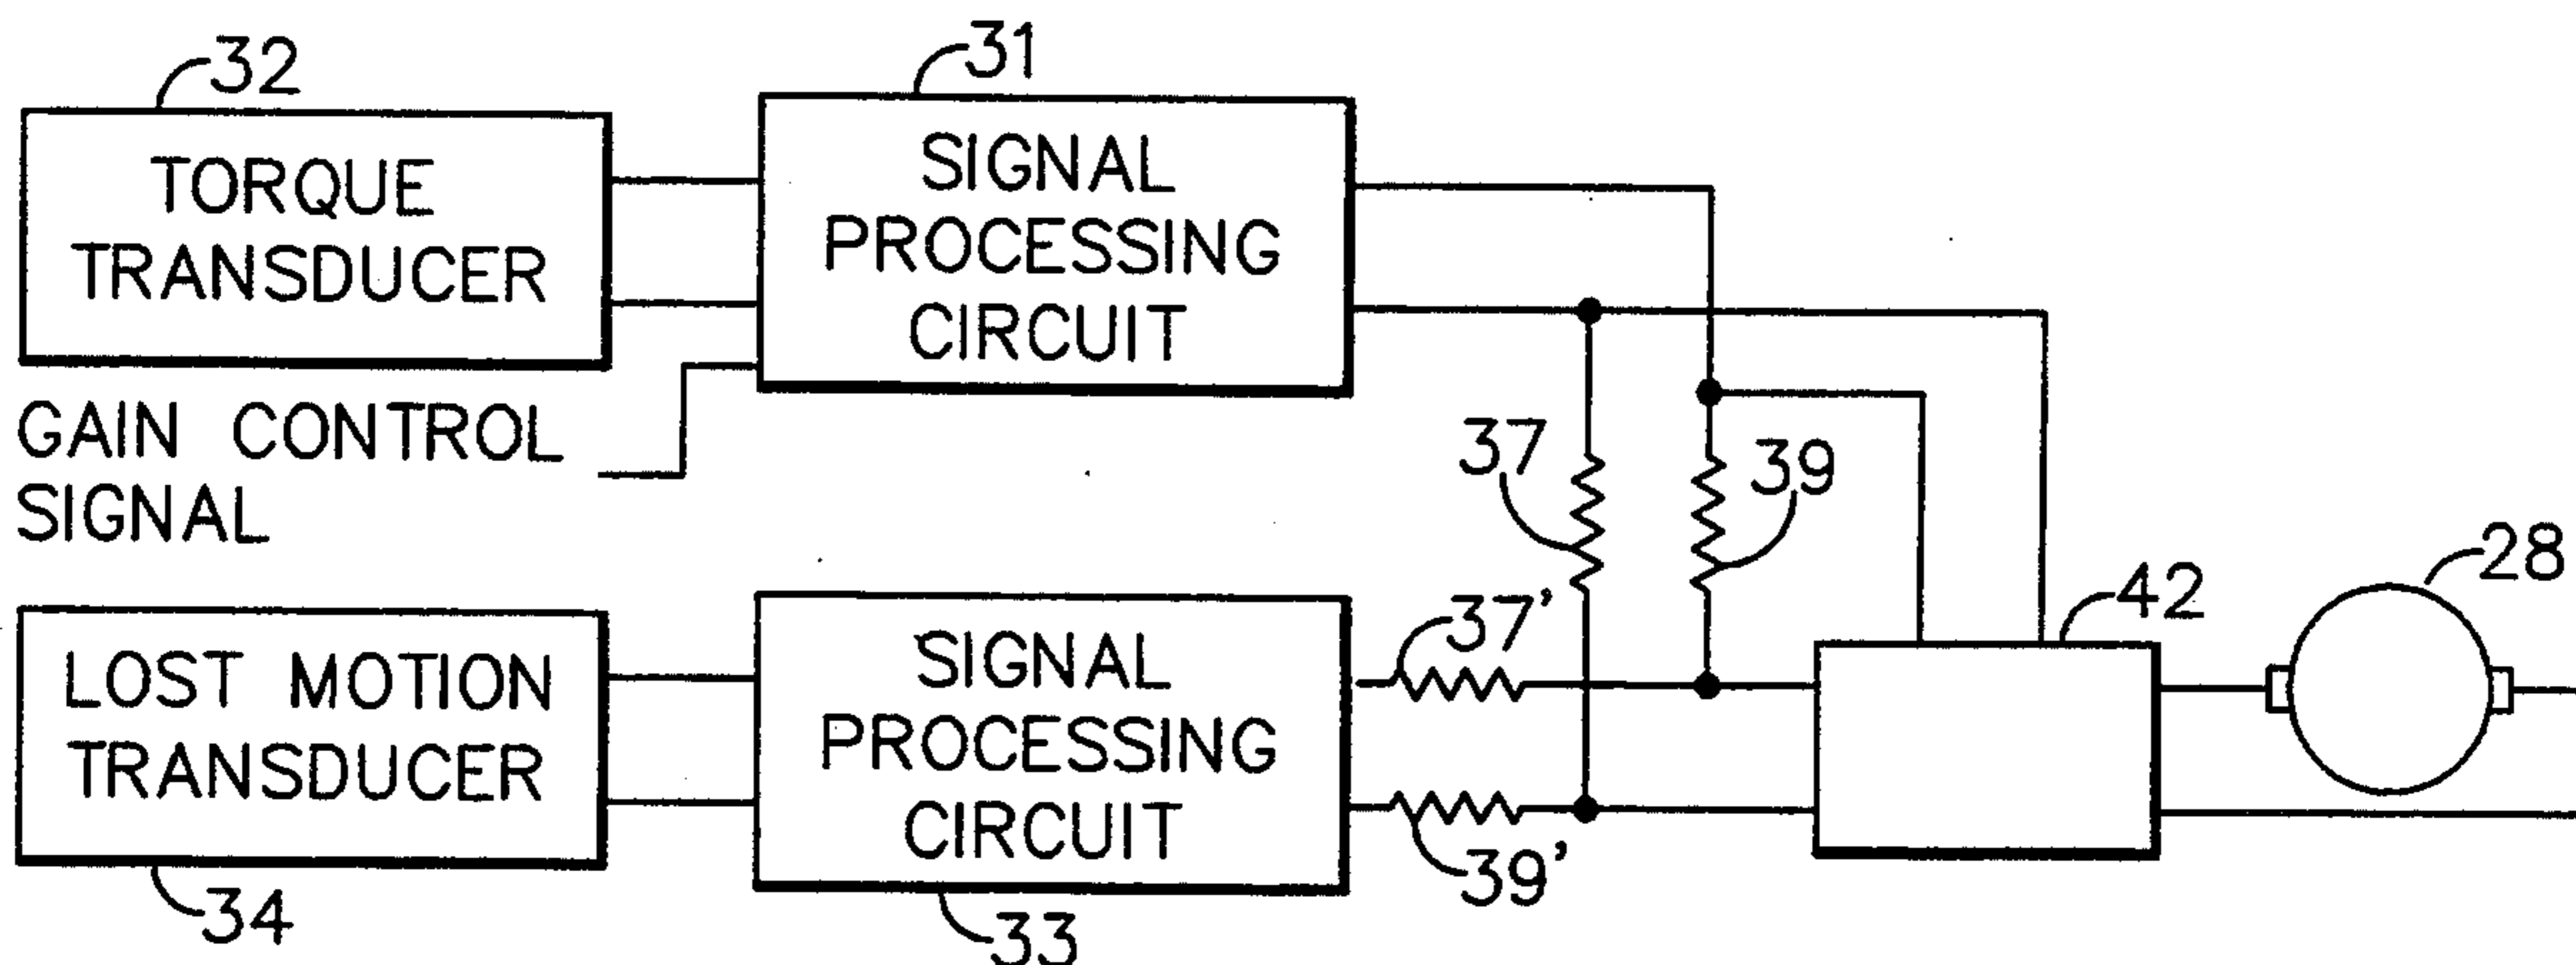 32
31
TORQUE
TRANSDUCER
SIGNAL
PROCESSING
CIRCUIT
GAIN CONTROL
SIGNAL
37
39
28
42
LOST MOTION
TRANSDUCER
SIGNAL
PROCESSING
CIRCUIT
37'
39'
34
33